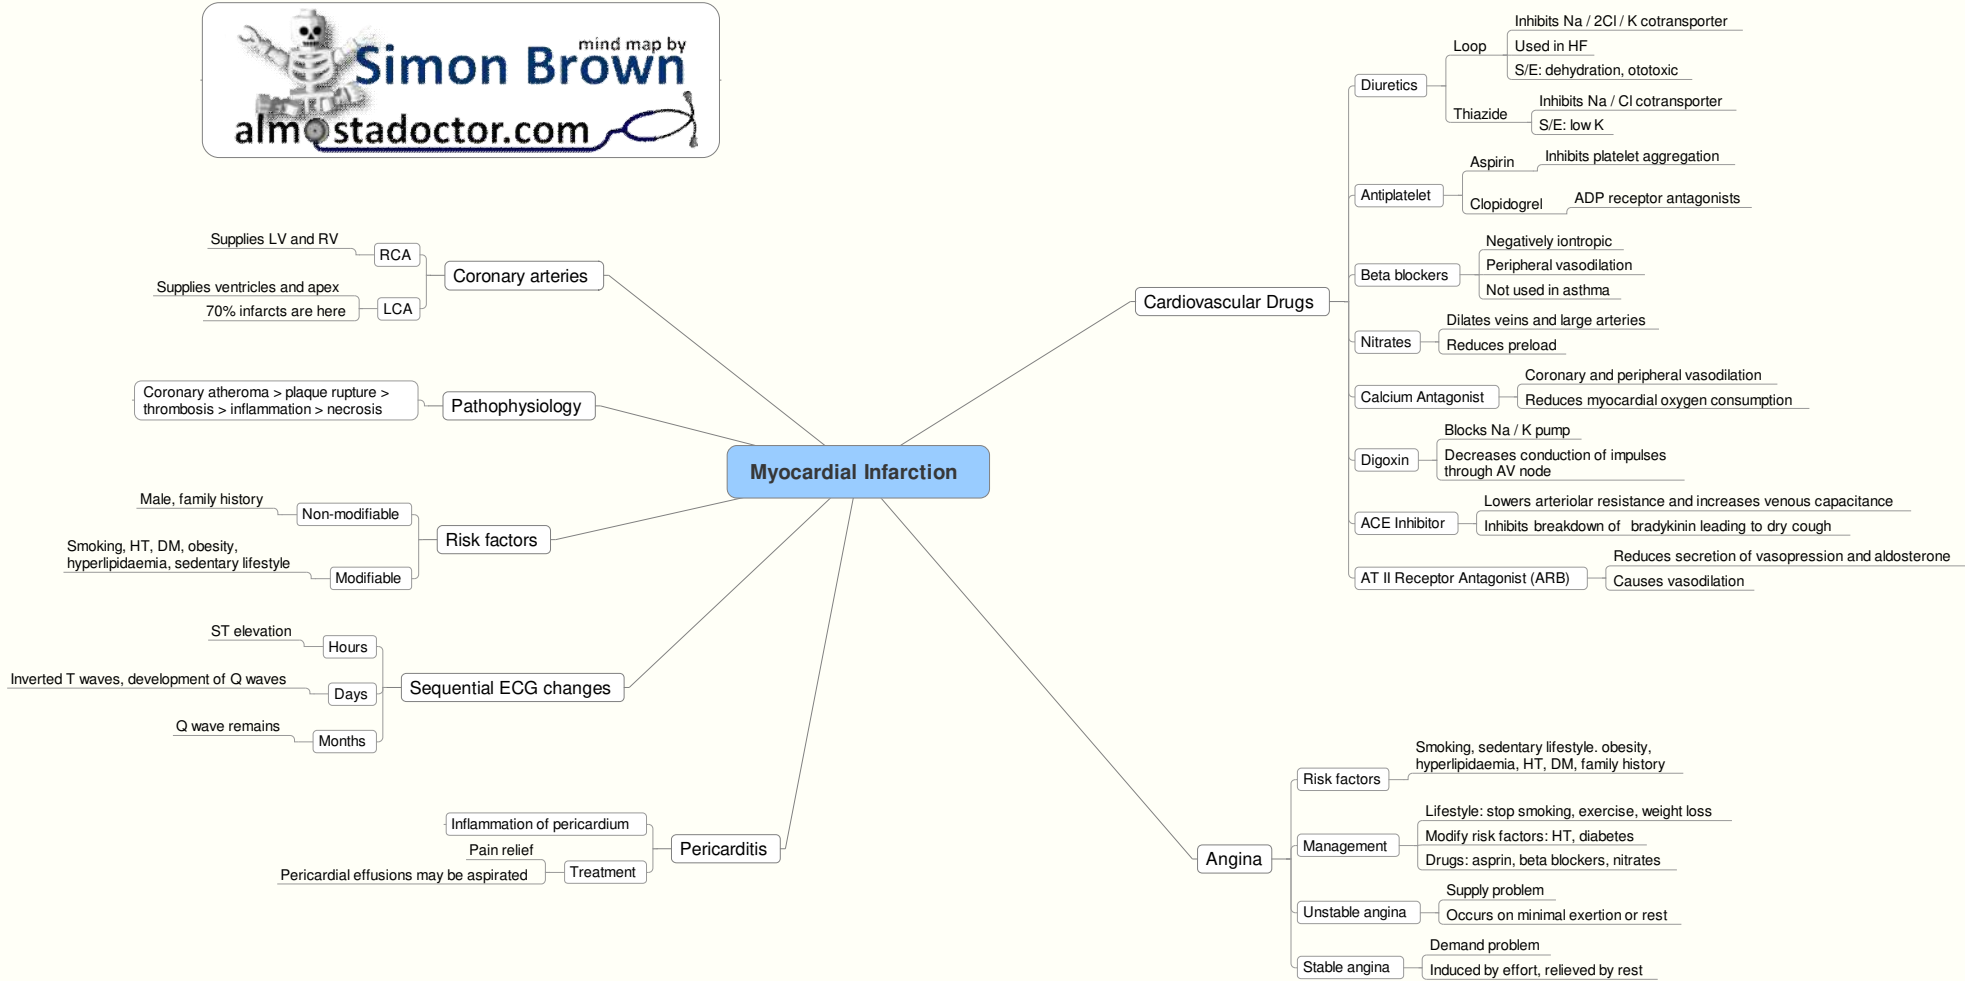 mind map by
Simon Brown
almostadoctor.com
Myocardial Infarction
Coronary arteries
RCA
Supplies LV and RV
LCA
Supplies ventricles and apex
70% infarcts are here
Pathophysiology
Coronary atheroma > plaque rupture >
thrombosis > inflammation > necrosis
Risk factors
Non-modifiable
Male, family history
Modifiable
Smoking, HT, DM, obesity,
hyperlipidaemia, sedentary lifestyle
Sequential ECG changes
Hours
ST elevation
Days
Inverted T waves, development of Q waves
Months
Q wave remains
Pericarditis
Inflammation of pericardium
Treatment
Pain relief
Pericardial effusions may be aspirated
Cardiovascular Drugs
Diuretics
Loop
Inhibits Na / 2Cl / K cotransporter
Used in HF
S/E: dehydration, ototoxic
Thiazide
Inhibits Na / Cl cotransporter
S/E: low K
Antiplatelet
Aspirin
Inhibits platelet aggregation
Clopidogrel
ADP receptor antagonists
Beta blockers
Negatively iontropic
Peripheral vasodilation
Not used in asthma
Nitrates
Dilates veins and large arteries
Reduces preload
Calcium Antagonist
Coronary and peripheral vasodilation
Reduces myocardial oxygen consumption
Digoxin
Blocks Na / K pump
Decreases conduction of impulses
through AV node
ACE Inhibitor
Lowers arteriolar resistance and increases venous capacitance
Inhibits breakdown of bradykinin leading to dry cough
AT II Receptor Antagonist (ARB)
Reduces secretion of vasopression and aldosterone
Causes vasodilation
Angina
Risk factors
Smoking, sedentary lifestyle. obesity,
hyperlipidaemia, HT, DM, family history
Management
Lifestyle: stop smoking, exercise, weight loss
Modify risk factors: HT, diabetes
Drugs: asprin, beta blockers, nitrates
Unstable angina
Supply problem
Occurs on minimal exertion or rest
Stable angina
Demand problem
Induced by effort, relieved by rest